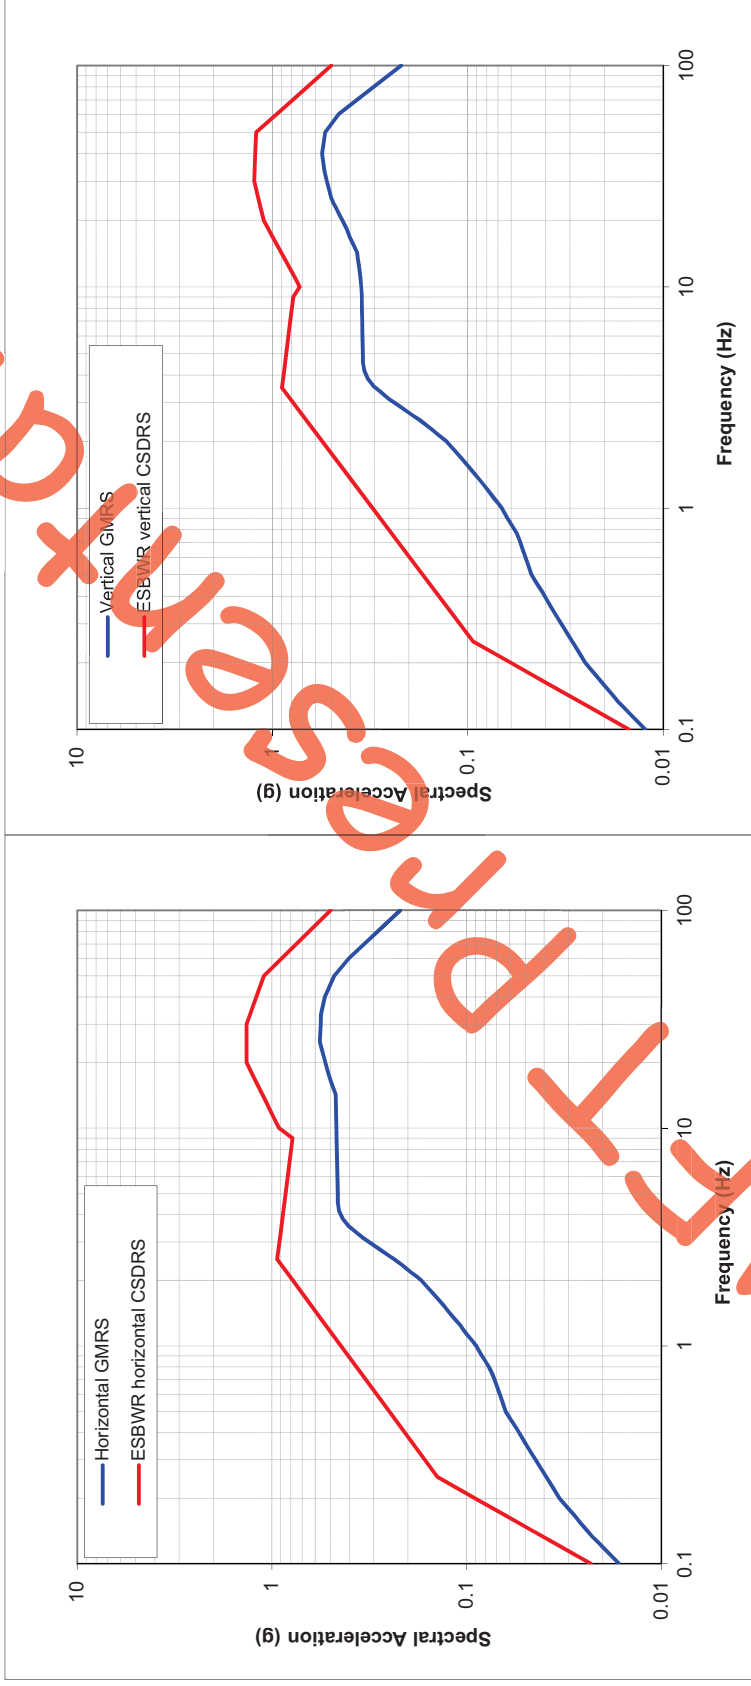 10
1
0.1
0.01
Spectral Acceleration (g)
Horizontal GMRS
ESBWR horizontal CSDRS
0.1
1
10
100
Frequency (Hz)
10
1
0.1
0.01
Spectral Acceleration (g)
Vertical GMRS
ESBWR vertical CSDRS
0.1
1
10
100
Frequency (Hz)
FT Presenta